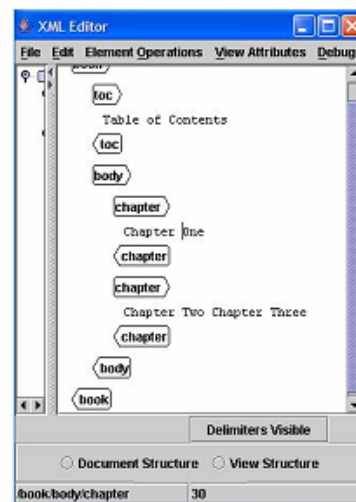 XML Editor
File Edit Element Operations View Attributes Debug
book
toc
Table of Contents
toc
body
chapter
Chapter One
chapter
chapter
Chapter Two Chapter Three
chapter
body
book
Delimiters Visible
Document Structure View Structure
/book/body/chapter 30